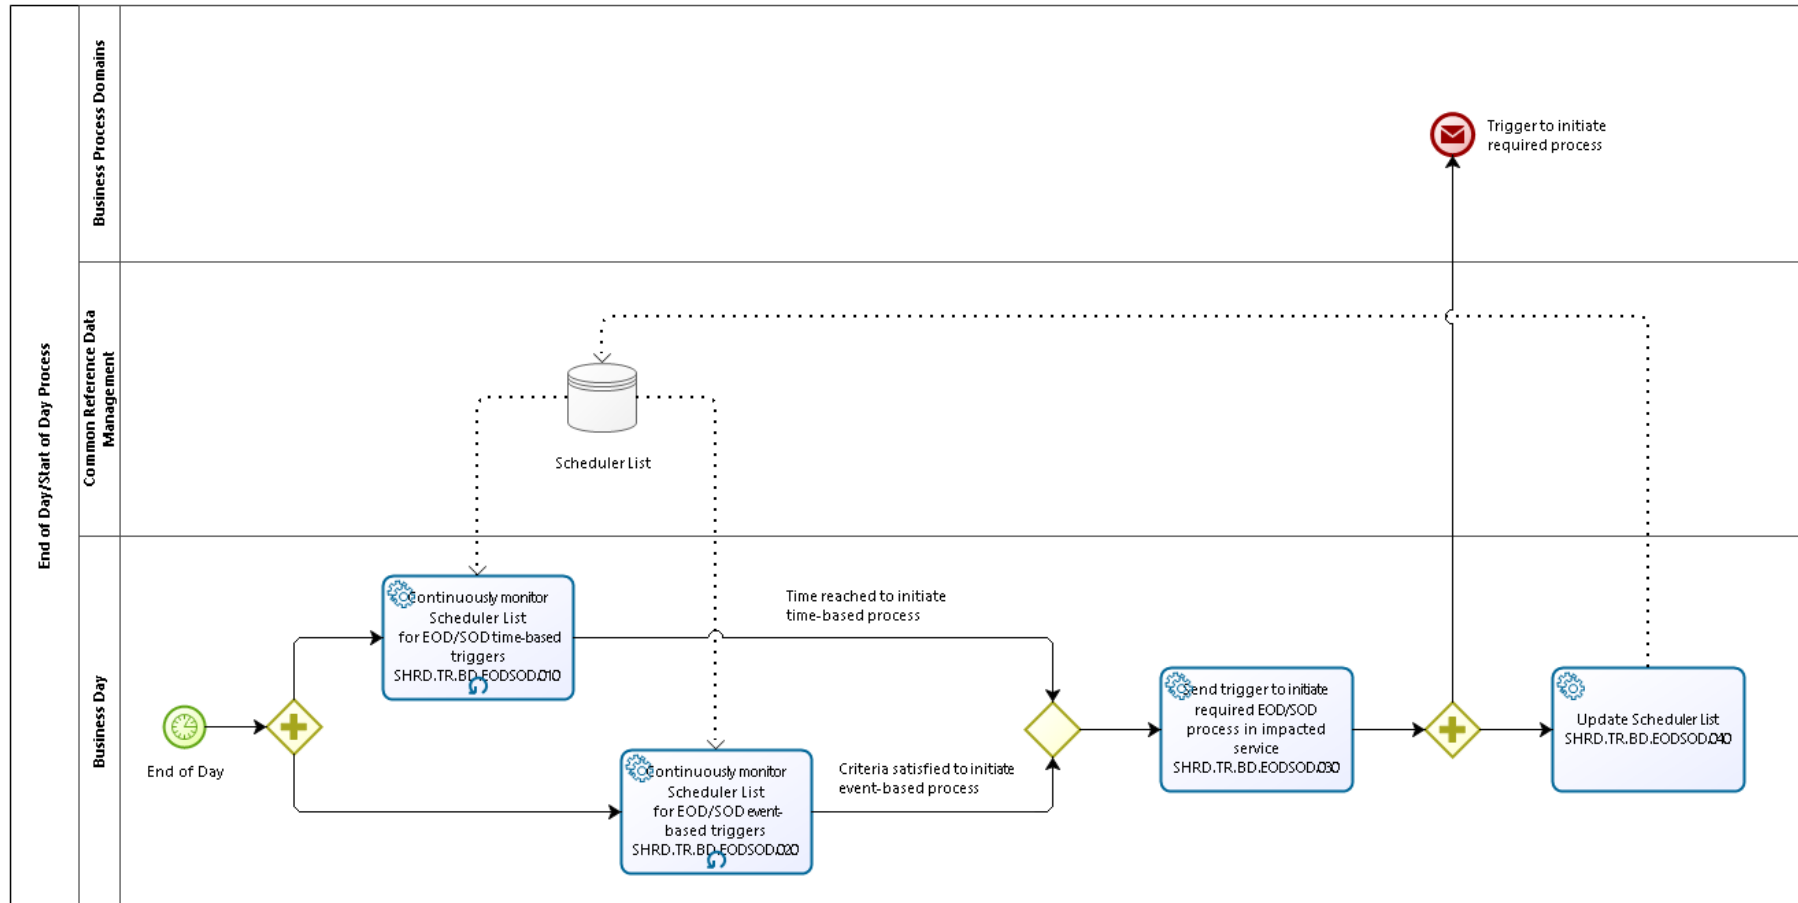 End of Day/Start of Day Process
Business Process Domains
Trigger to initiate
required process
Common Reference Data
Management
Scheduler List
Business Day
End of Day
Continuously monitor
Scheduler List
for EOD/SOD time-based
triggers
SHRD.TR.BD.EODSOD.010
Time reached to initiate
time-based process
Continuously monitor
Scheduler List
for EOD/SOD event-
based triggers
SHRD.TR.BD.EODSOD.020
Criteria satisfied to initiate
event-based process
Send trigger to initiate
required EOD/SOD
process in impacted
service
SHRD.TR.BD.EODSOD.030
Update Scheduler List
SHRD.TR.BD.EODSOD.040